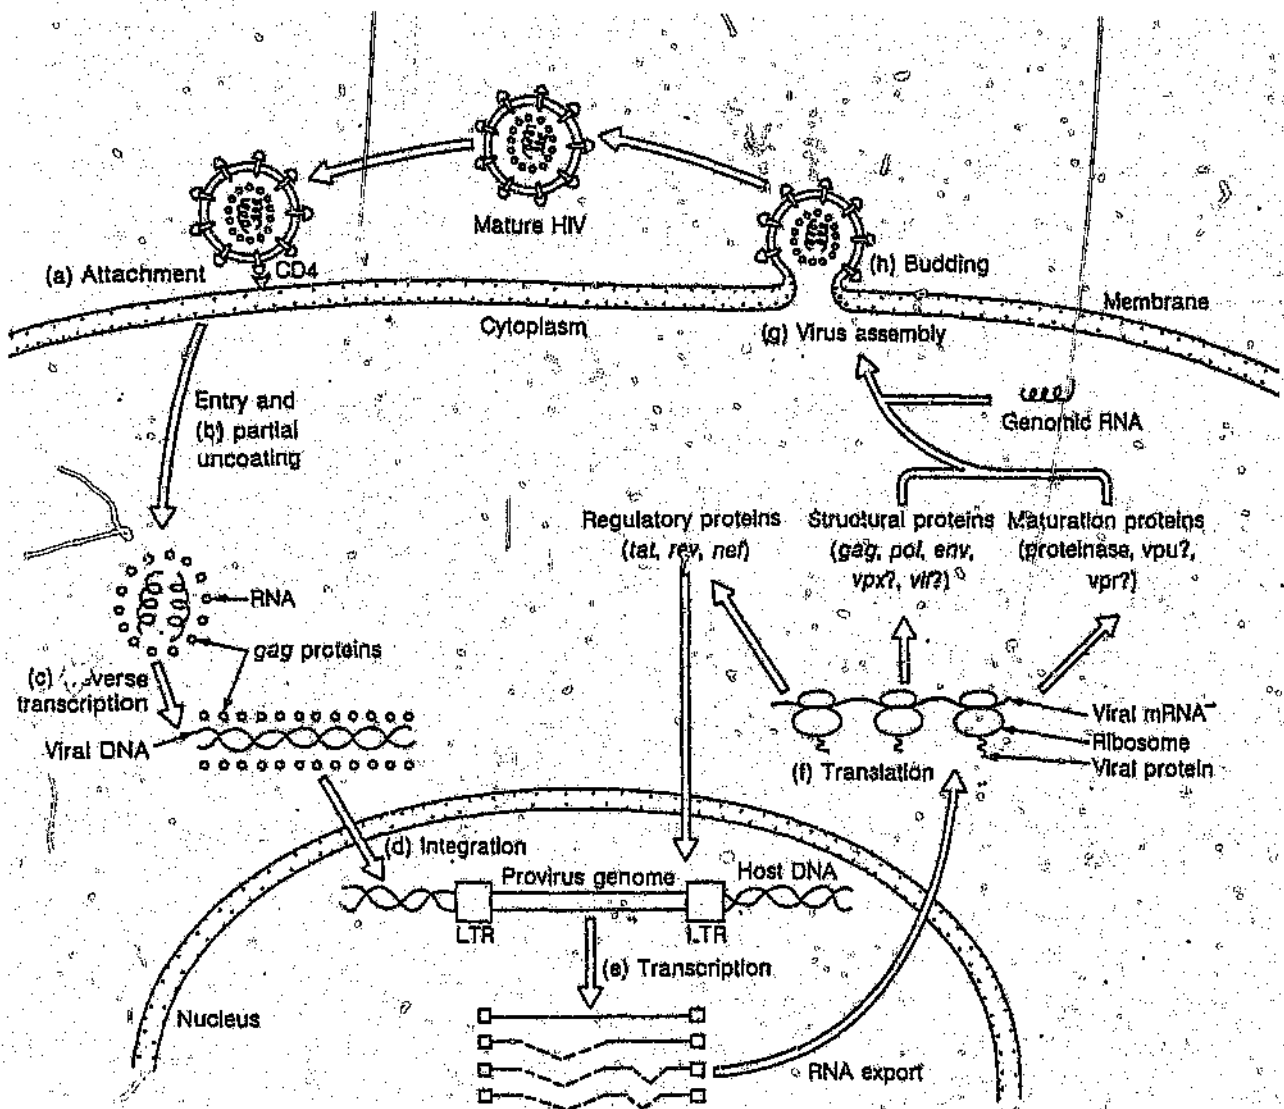 Mature HIV
(a) Attachment
CD4
(h) Budding
Membrane
Cytoplasm
(g) Virus assembly
Entry and
(b) partial
uncoating
Genomic RNA
Regulatory proteins
(tat, rev, nef)
Structural proteins
(gag, pol, env,
vpx?, vif?)
Maturation proteins
(proteinase, vpu?,
vpr?)
RNA
gag proteins
(c)
transcription
Viral DNA
Viral mRNA
Ribosome
Viral protein
(f) Translation
(d) Integration
Provirus genome
Host DNA
LTR
LTR
(e) Transcription
Nucleus
RNA export